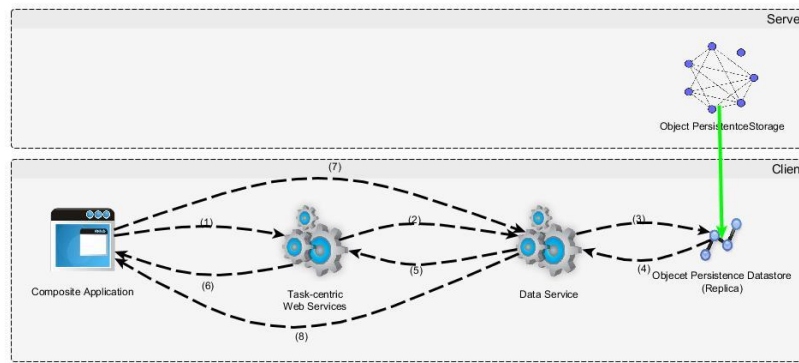 Serve
Object PersistentceStorage
Client
(7)
(1)
(2)
(3)
(5)
(4)
(6)
Composite Application
Task-centric
Web Services
Data Service
Objecet Persistence Datastore
(Replica)
(8)